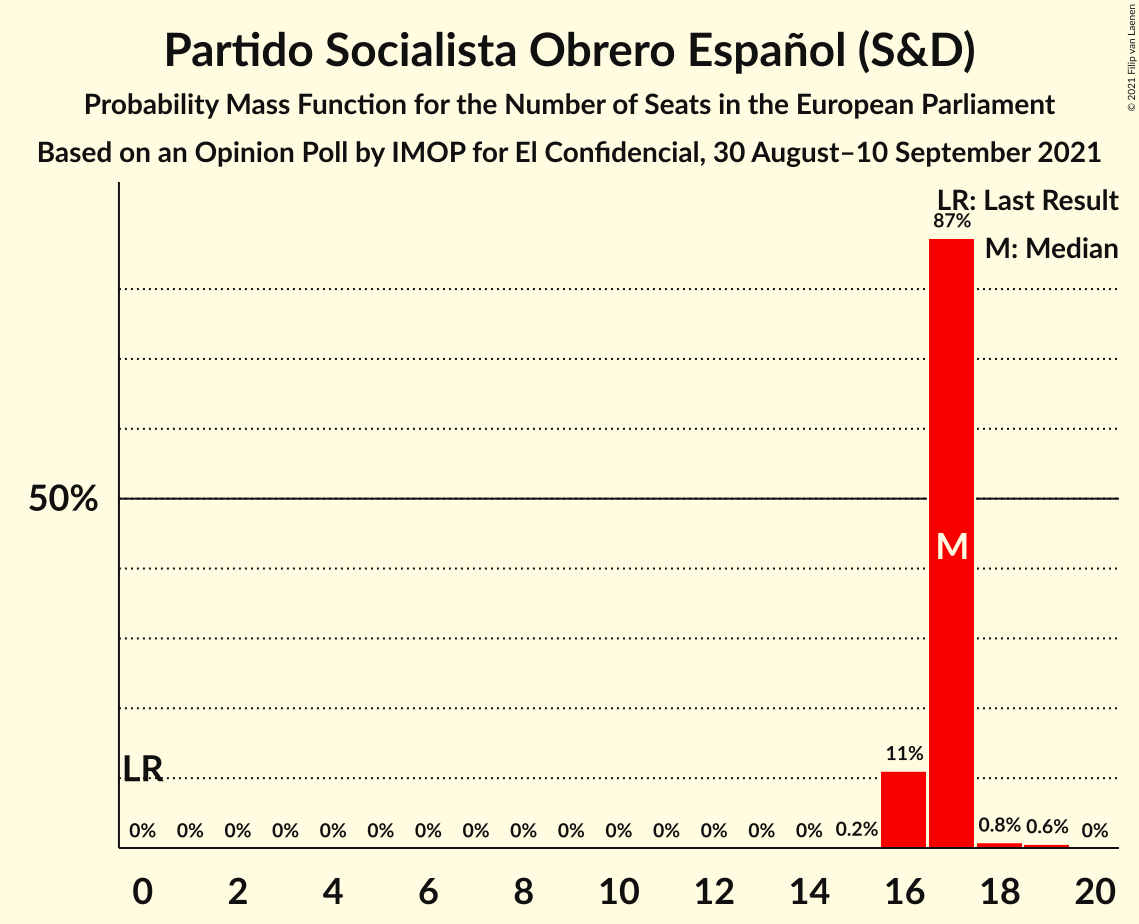 Partido Socialista Obrero Español (S&D)
Probability Mass Function for the Number of Seats in the European Parliament
Based on an Opinion Poll by IMOP for El Confidencial, 30 August–10 September 2021
© 2021 Filip van Laenen
LR: Last Result
87%
M: Median
50%
M
11%
LR
0% 0% 0% 0% 0% 0% 0% 0% 0% 0% 0% 0% 0% 0% 0% 0.2% 0.8% 0.6% 0%
0 2 4 6 8 10 12 14 16 18 20